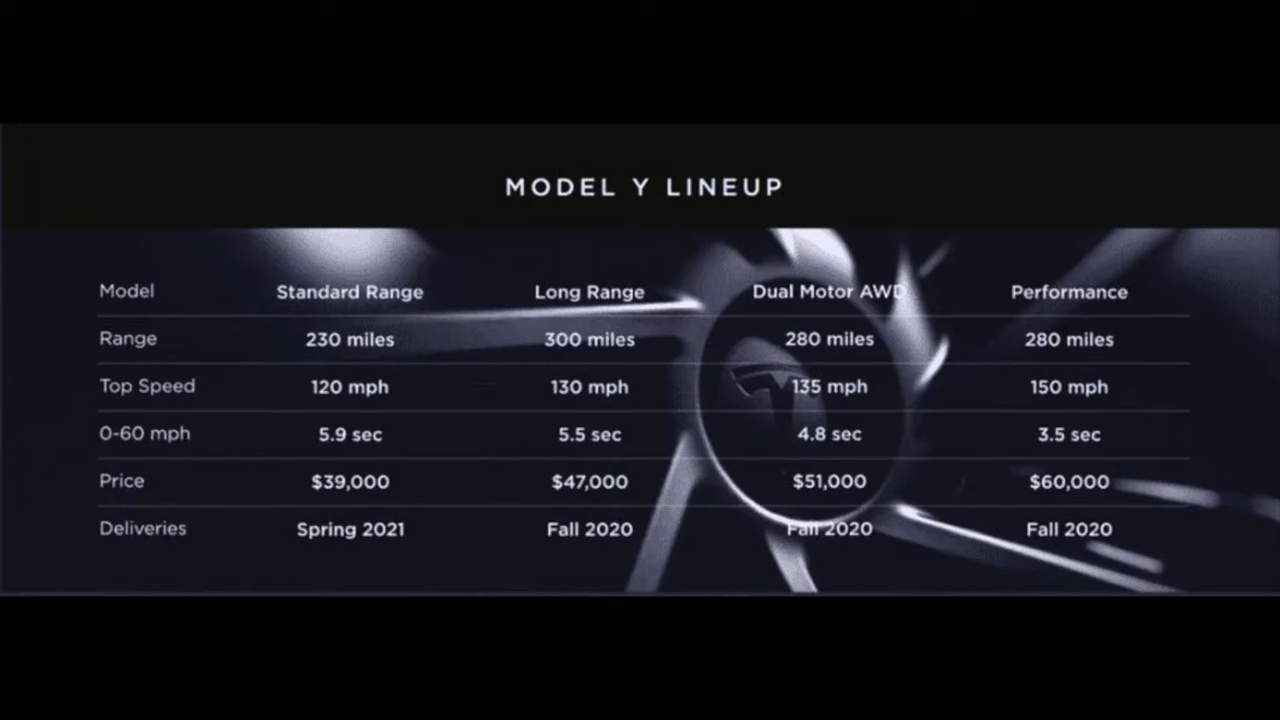 MODEL Y LINEUP
Model Standard Range Long Range Dual Motor AWD Performance
Range 230 miles 300 miles 280 miles 280 miles
Top Speed 120 mph 130 mph 135 mph 150 mph
0-60 mph 5.9 sec 5.5 sec 4.8 sec 3.5 sec
Price $39,000 $47,000 $51,000 $60,000
Deliveries Spring 2021 Fall 2020 Fall 2020 Fall 2020